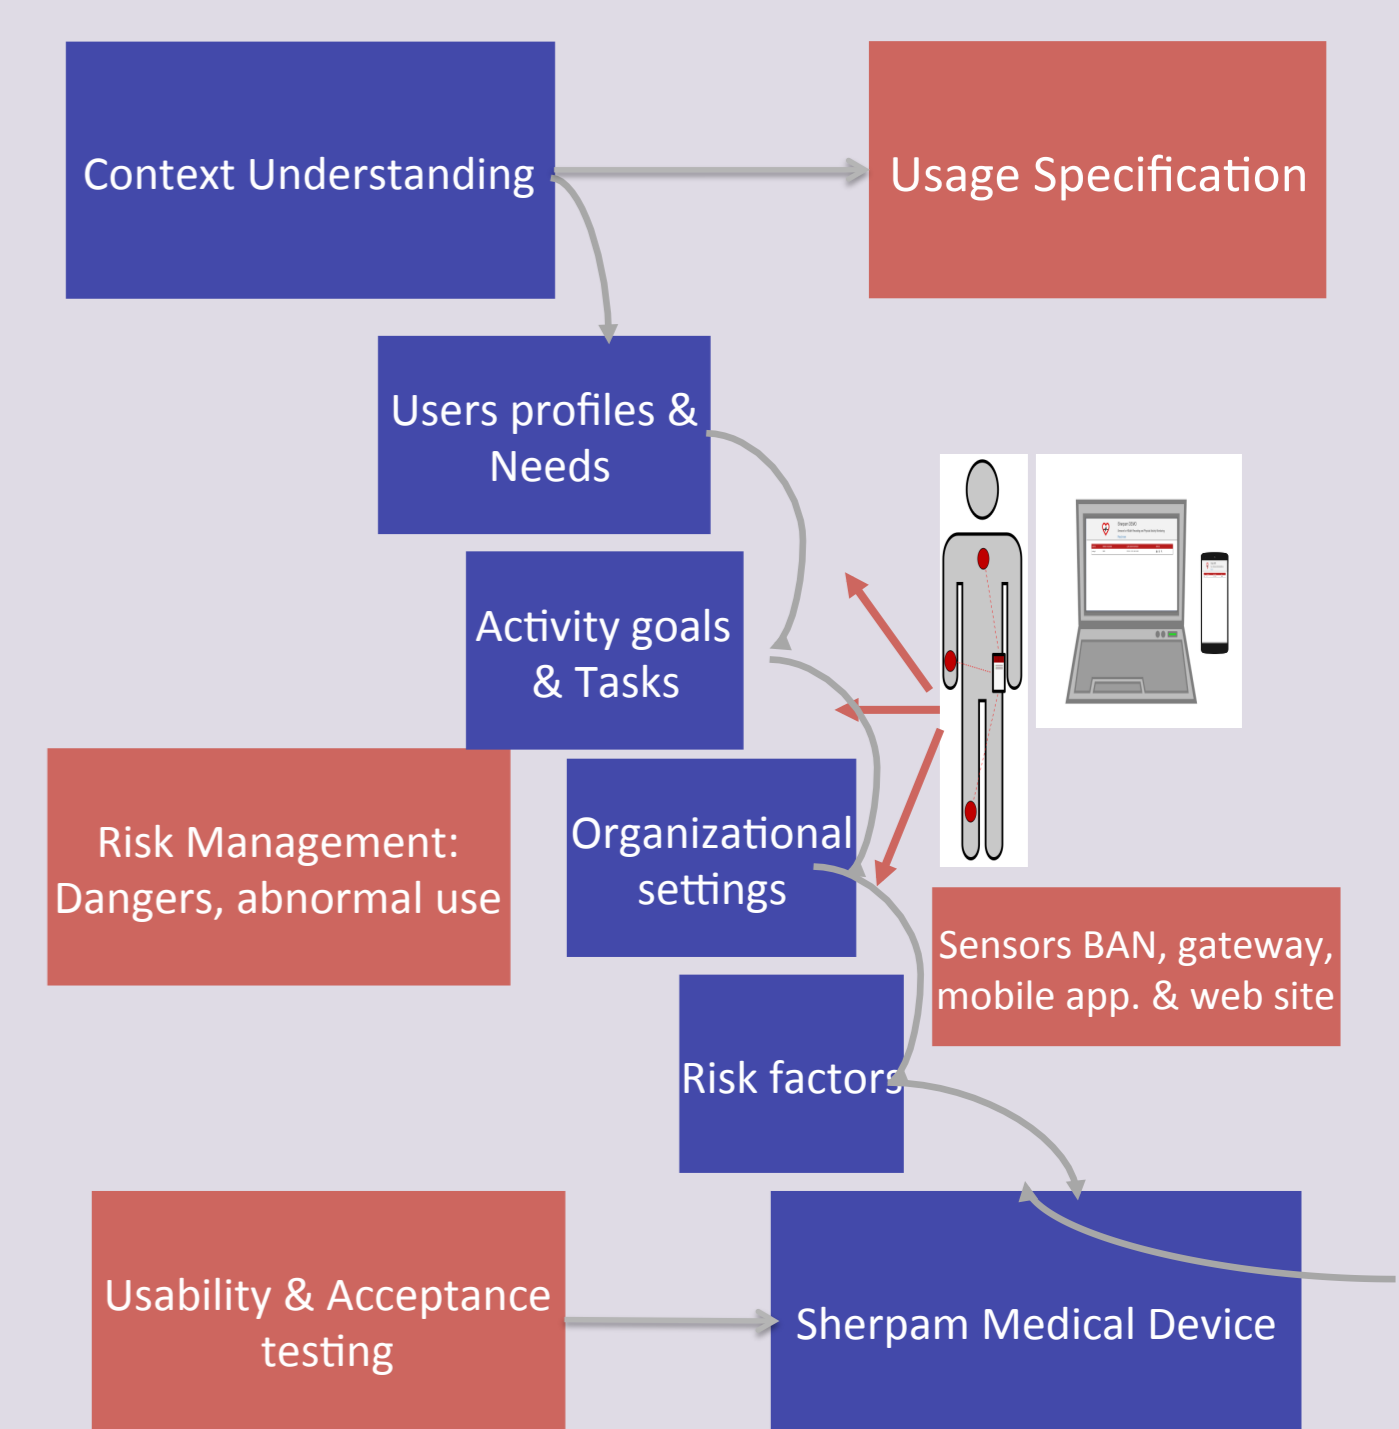 Context Understanding
Usage Specification
Users profiles &
Needs
Activity goals
& Tasks
Risk Management:
Dangers, abnormal use
Organizational
settings
Sensors BAN, gateway,
mobile app. & web site
Risk factors
Usability & Acceptance
testing
Sherpam Medical Device